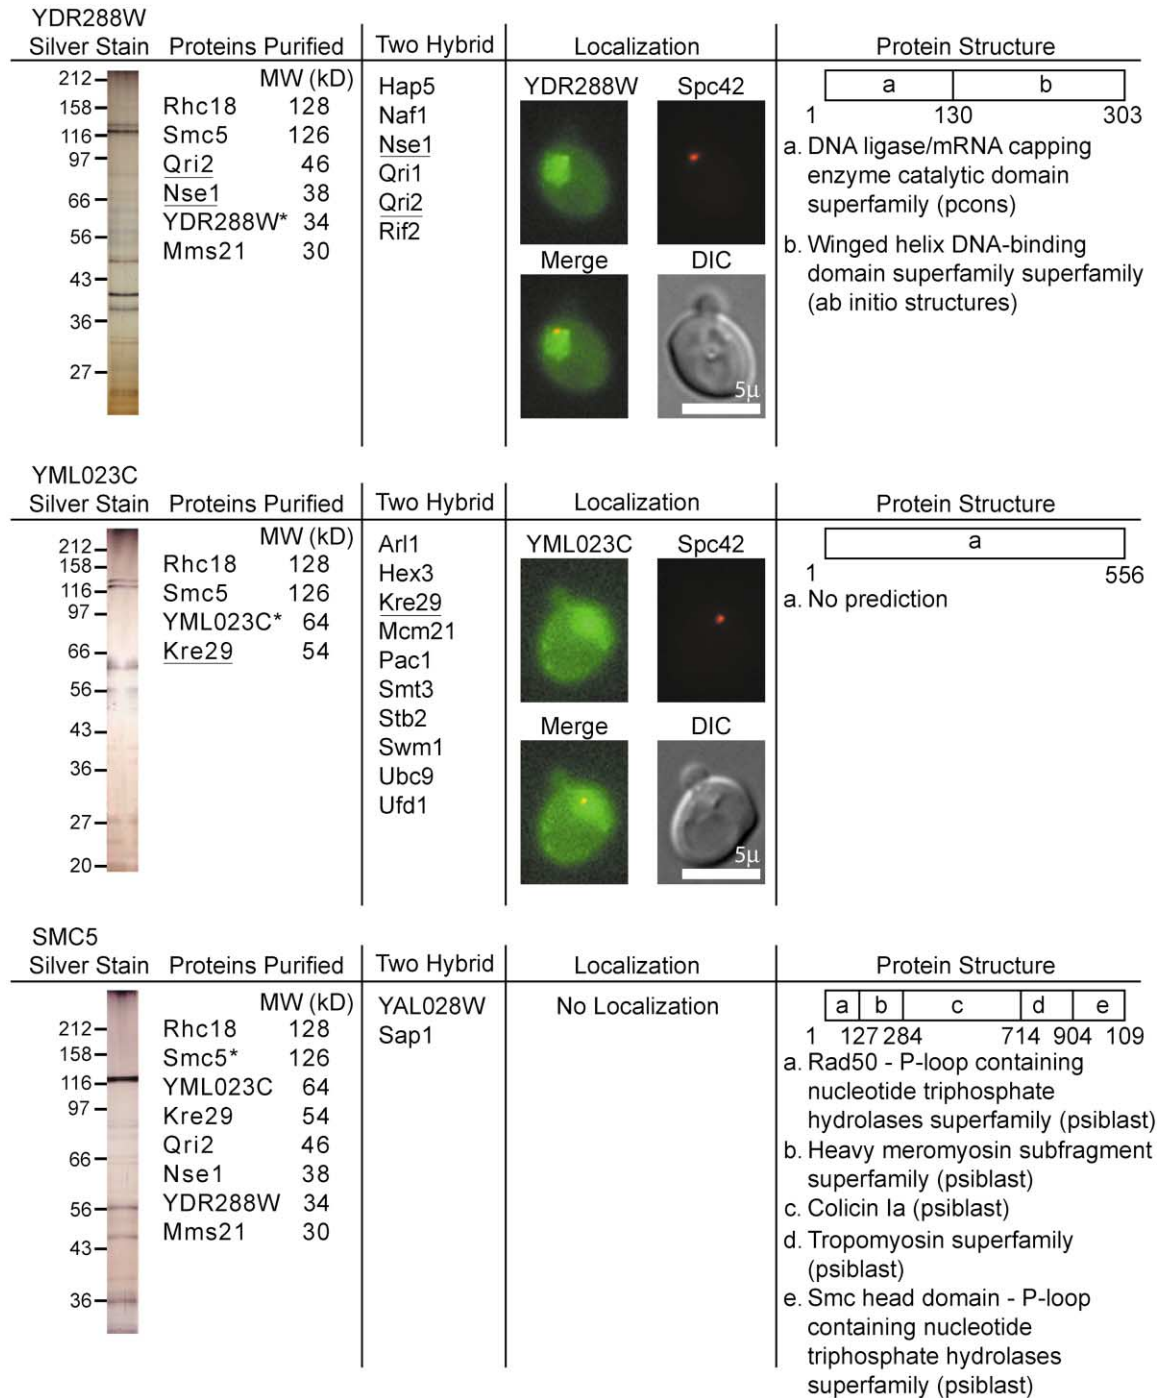 YDR288W
Silver Stain Proteins Purified Two Hybrid Localization Protein Structure
212
158
116
97
66
56
43
36
27
MW (kD)
Rhc18 128
Smc5 126
Qri2 46
Nse1 38
YDR288W* 34
Mms21 30
Hap5
Naf1
Nse1
Qri1
Qri2
Rif2
YDR288W Spc42
Merge DIC
5µ
a b
1 130 303
a. DNA ligase/mRNA capping
enzyme catalytic domain
superfamily (pcons)
b. Winged helix DNA-binding
domain superfamily superfamily
(ab initio structures)
YML023C
Silver Stain Proteins Purified Two Hybrid Localization Protein Structure
212
158
116
97
66
56
43
36
27
20
MW (kD)
Rhc18 128
Smc5 126
YML023C* 64
Kre29 54
Arl1
Hex3
Kre29
Mcm21
Pac1
Smt3
Stb2
Swm1
Ubc9
Ufd1
YML023C Spc42
Merge DIC
5µ
a
1 556
a. No prediction
SMC5
Silver Stain Proteins Purified Two Hybrid Localization Protein Structure
212
158
116
97
66
56
43
36
MW (kD)
Rhc18 128
Smc5* 126
YML023C 64
Kre29 54
Qri2 46
Nse1 38
YDR288W 34
Mms21 30
YAL028W
Sap1
No Localization
a b c d e
1 127 284 714 904 109
a. Rad50 - P-loop containing
nucleotide triphosphate
hydrolases superfamily (psiblast)
b. Heavy meromyosin subfragment
superfamily (psiblast)
c. Colicin Ia (psiblast)
d. Tropomyosin superfamily
(psiblast)
e. Smc head domain - P-loop
containing nucleotide
triphosphate hydrolases
superfamily (psiblast)